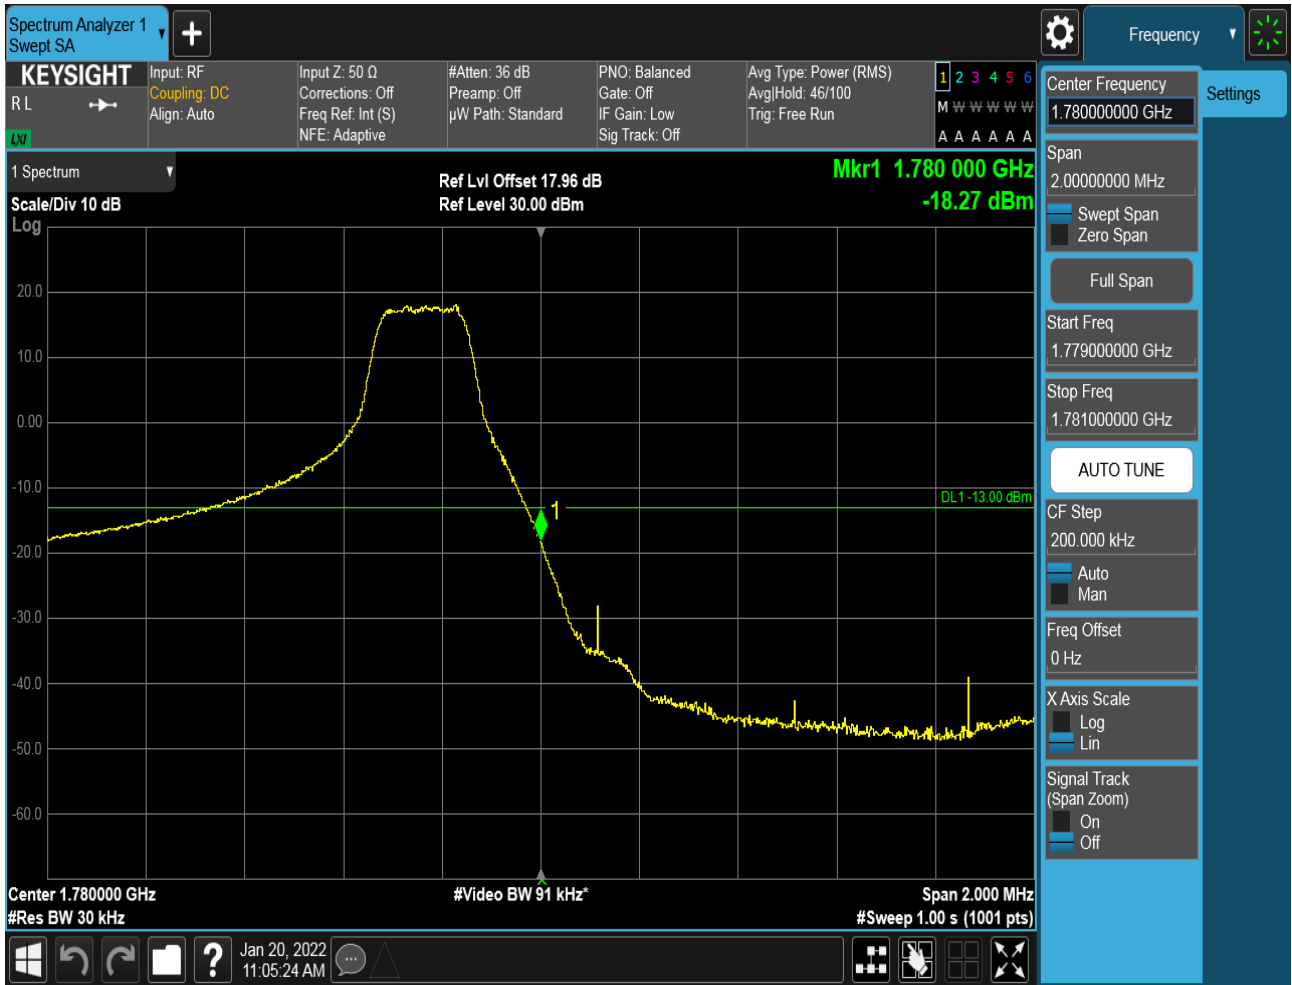 Spectrum Analyzer 1
Swept SA
Frequency
KEYSIGHT
R L
LXI
Input: RF
Coupling: DC
Align: Auto
Input Z: 50 Ω
Corrections: Off
Freq Ref: Int (S)
NFE: Adaptive
#Atten: 36 dB
Preamp: Off
µW Path: Standard
PNO: Balanced
Gate: Off
IF Gain: Low
Sig Track: Off
Avg Type: Power (RMS)
Avg|Hold: 46/100
Trig: Free Run
1 2 3 4 5 6
M W W W W W
A A A A A A
1 Spectrum
Scale/Div 10 dB
Log
Ref Lvl Offset 17.96 dB
Ref Level 30.00 dBm
Mkr1 1.780 000 GHz
-18.27 dBm
20.0
10.0
0.00
-10.0
DL1 -13.00 dBm
1
-20.0
-30.0
-40.0
-50.0
-60.0
Center 1.780000 GHz
#Video BW 91 kHz*
Span 2.000 MHz
#Res BW 30 kHz
#Sweep 1.00 s (1001 pts)
Jan 20, 2022
11:05:24 AM
Center Frequency
1.780000000 GHz
Settings
Span
2.00000000 MHz
Swept Span
Zero Span
Full Span
Start Freq
1.779000000 GHz
Stop Freq
1.781000000 GHz
AUTO TUNE
CF Step
200.000 kHz
Auto
Man
Freq Offset
0 Hz
X Axis Scale
Log
Lin
Signal Track
(Span Zoom)
On
Off